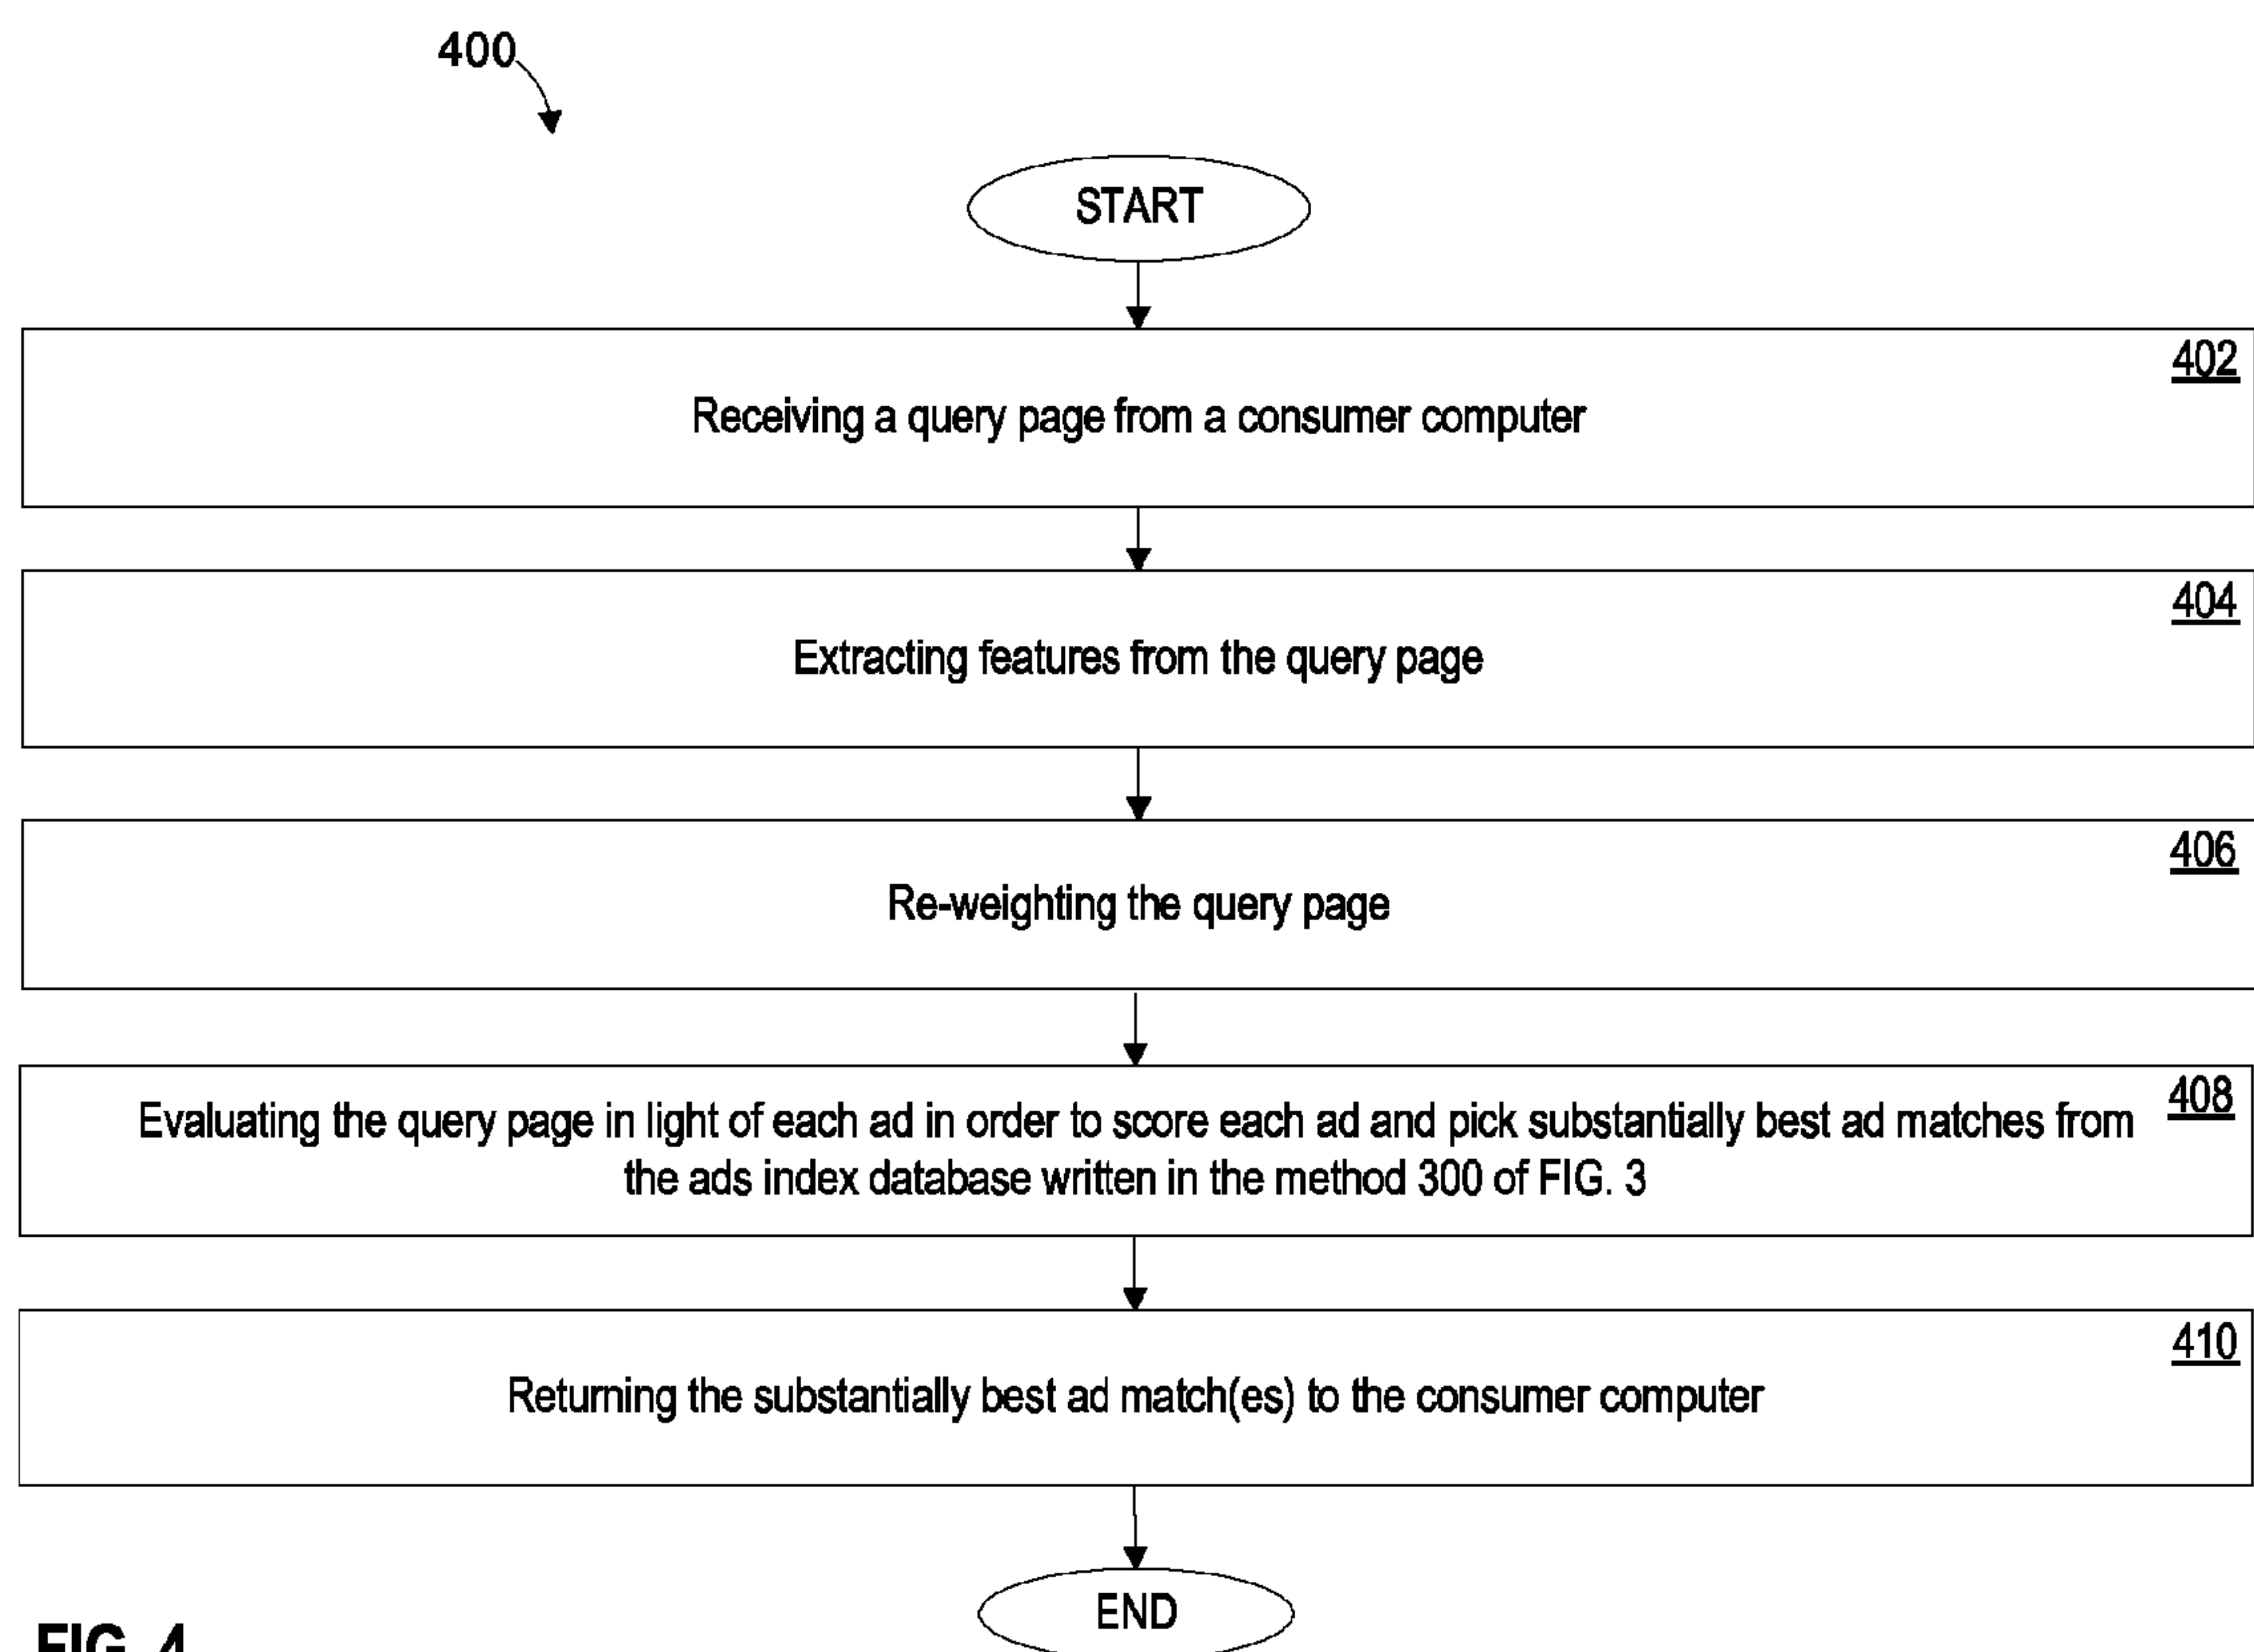 400
START
402
Receiving a query page from a consumer computer
404
Extracting features from the query page
406
Re-weighting the query page
408
Evaluating the query page in light of each ad in order to score each ad and pick substantially best ad matches from
the ads index database written in the method 300 of FIG. 3
410
Returning the substantially best ad match(es) to the consumer computer
END
FIG. 4